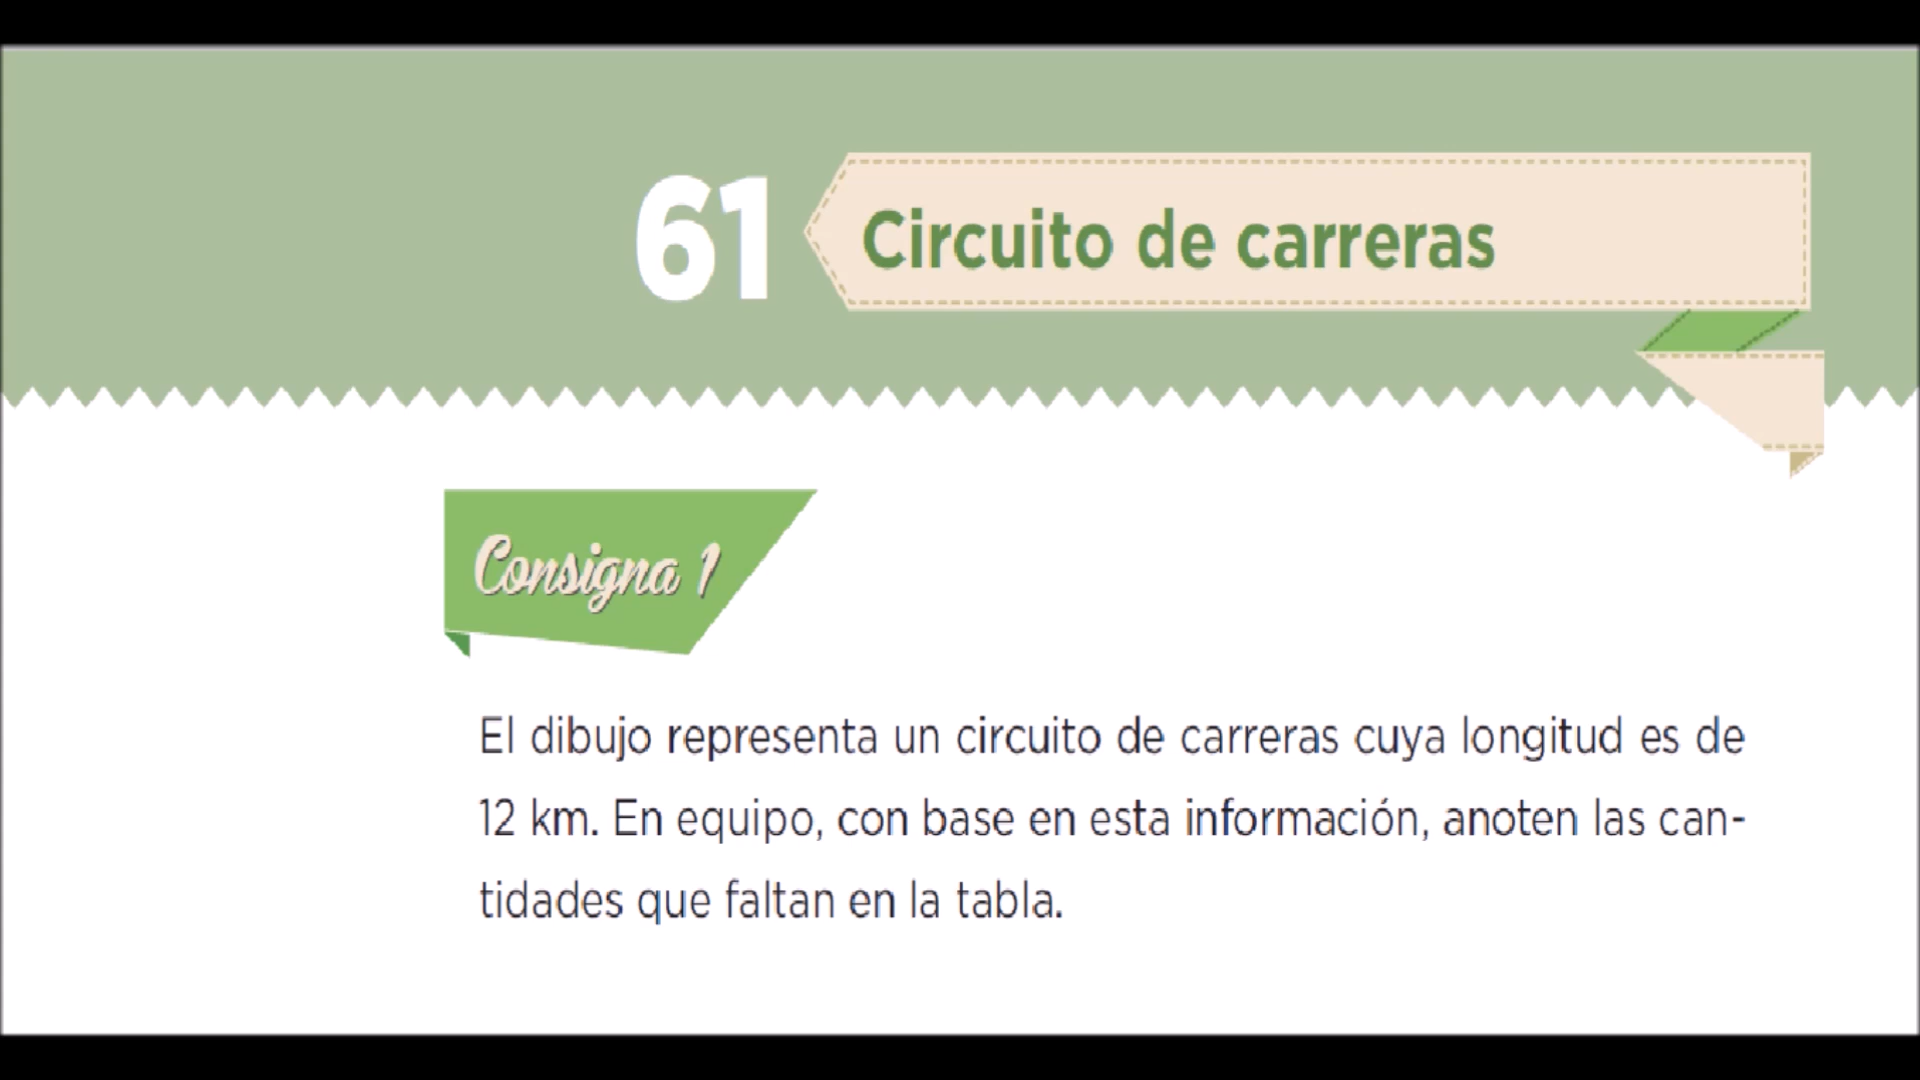 61 Circuito de carreras
Consigna 1
El dibujo representa un circuito de carreras cuya longitud es de
12 km. En equipo, con base en esta información, anoten las can-
tidades que faltan en la tabla.